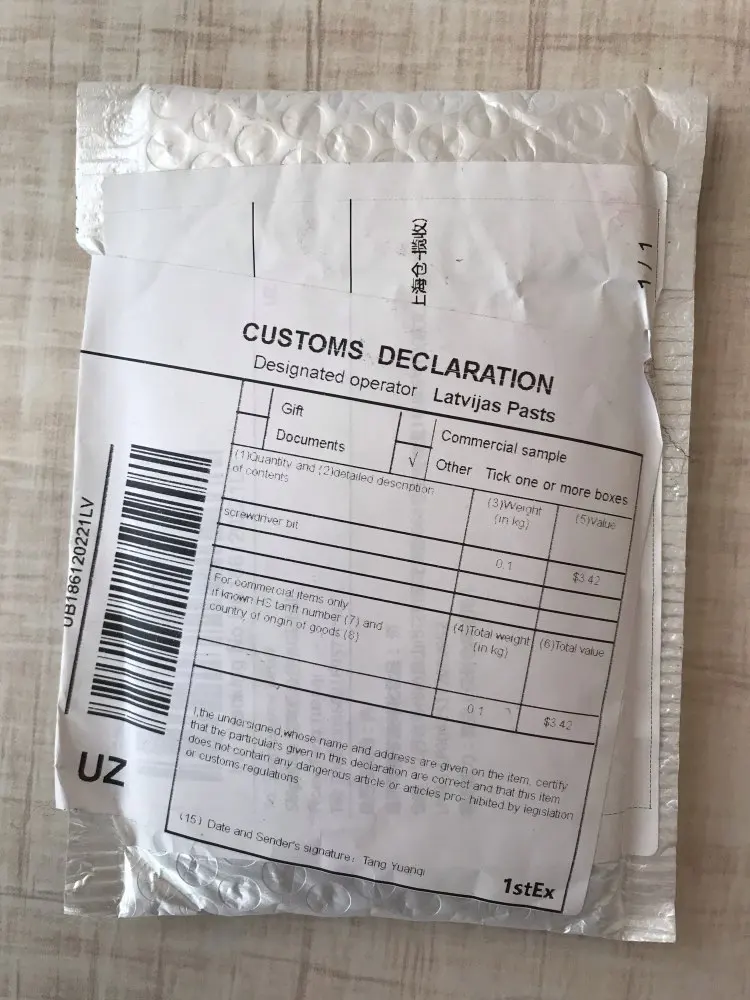 上海仓-揽收)
1/1
CUSTOMS DECLARATION
Designated operator Latvijas Pasts
Gift
Commercial sample
Documents
√ Other Tick one or more boxes
(1)Quantity and (2)detailed description
of contents
(3)Weight
(in kg)
(5)Value
screwdriver bit
0.1
$3.42
For commercial items only
If known HS tariff number (7) and
country of origin of goods (8)
(4)Total weight
(in kg)
(6)Total value
0.1
$3.42
I,the undersigned,whose name and address are given on the item, certify
that the particulars given in this declaration are correct and that this item
does not contain any dangerous article or articles pro- hibited by legislation
or customs regulations
(15) Date and Sender's signature: Tang Yuanqi
1stEx
UB186120221LV
UZ